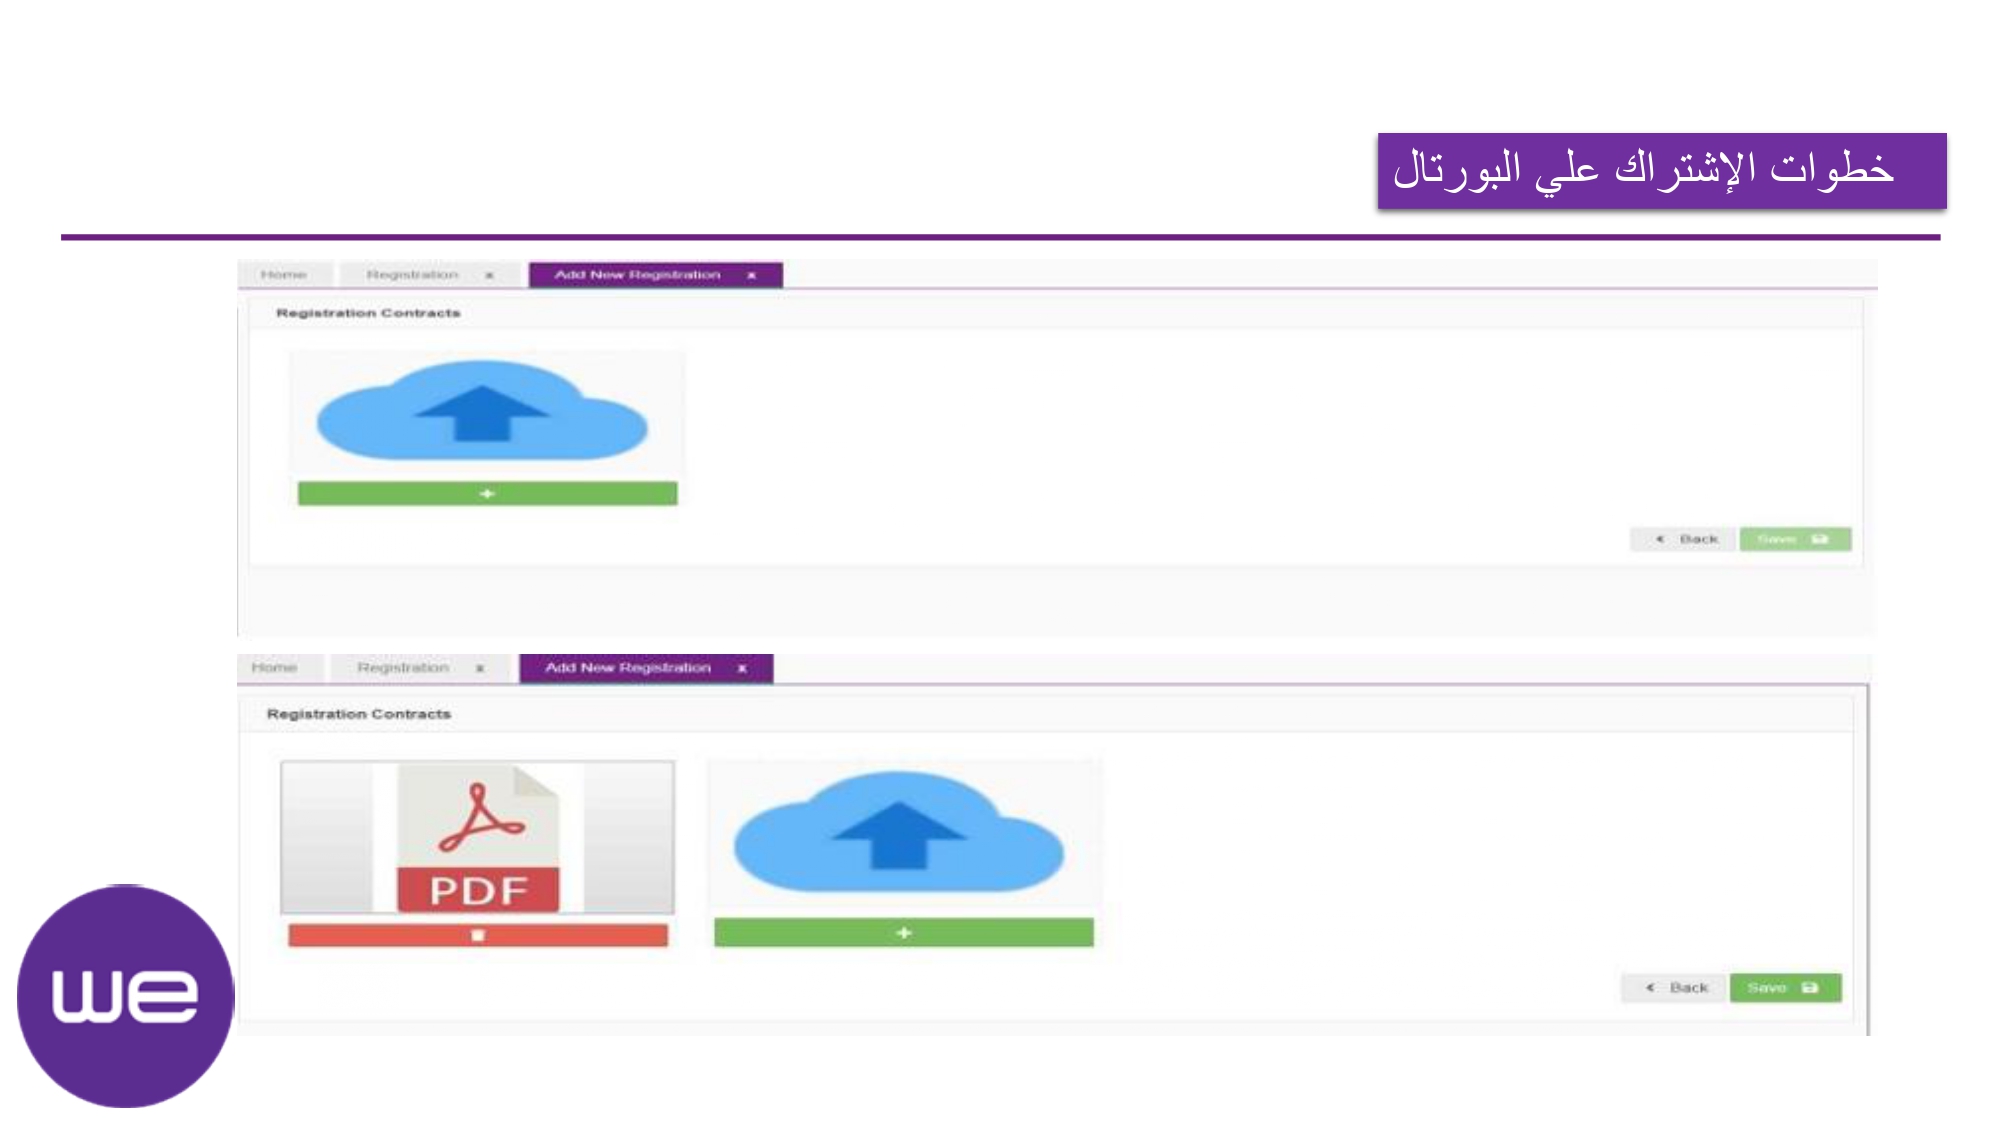 خطوات الإشتراك علي البورتال
Home Registration x Add New Registration x
Registration Contracts
+
< Back Save
Home Registration x Add New Registration x
Registration Contracts
PDF
+
< Back Save
we